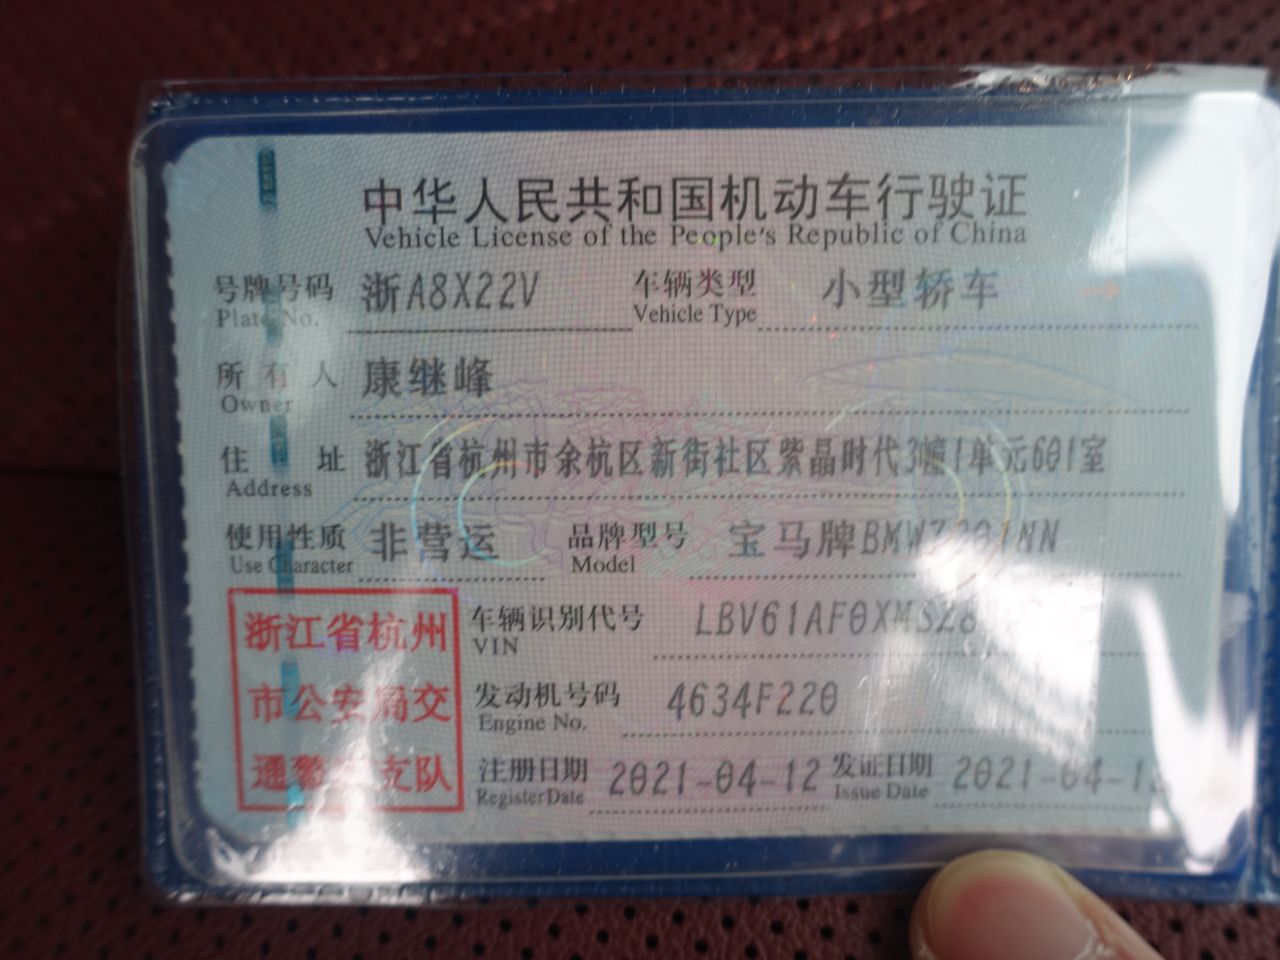 中华人民共和国机动车行驶证
Vehicle License of the People's Republic of China
号牌号码 浙A8X22V 车辆类型 小型轿车
Plate No. Vehicle Type
所有人 康继峰
Owner
住址 浙江省杭州市余杭区新街社区紫晶时代3幢1单元601室
Address
使用性质 非营运 品牌型号 宝马牌
Use Character Model
浙江省杭州 车辆识别代号 LBV61AF0XMS
VIN
市公安局交 发动机号码 4634F220
Engine No.
通警 支队 注册日期 2021-04-12 发证日期 2021-04-1
Register Date Issue Date